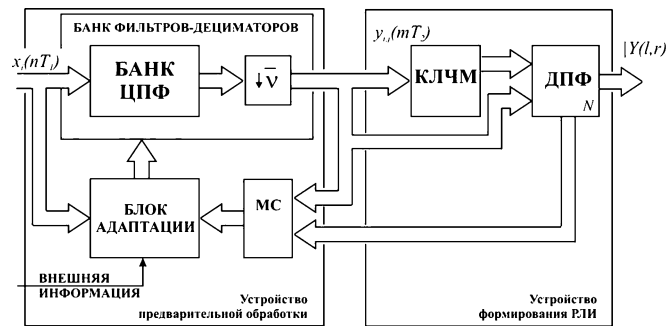 БАНК ФИЛЬТРОВ-ДЕЦИМАТОРОВ
x_i(nT_1)
БАНК
ЦПФ
↓ν̅
y_{i,l}(mT_2)
КЛЧМ
ДПФ
N
|Y(l,r)
БЛОК
АДАПТАЦИИ
МС
ВНЕШНЯЯ
ИНФОРМАЦИЯ
Устройство
предварительной обработки
Устройство
формирования РЛИ